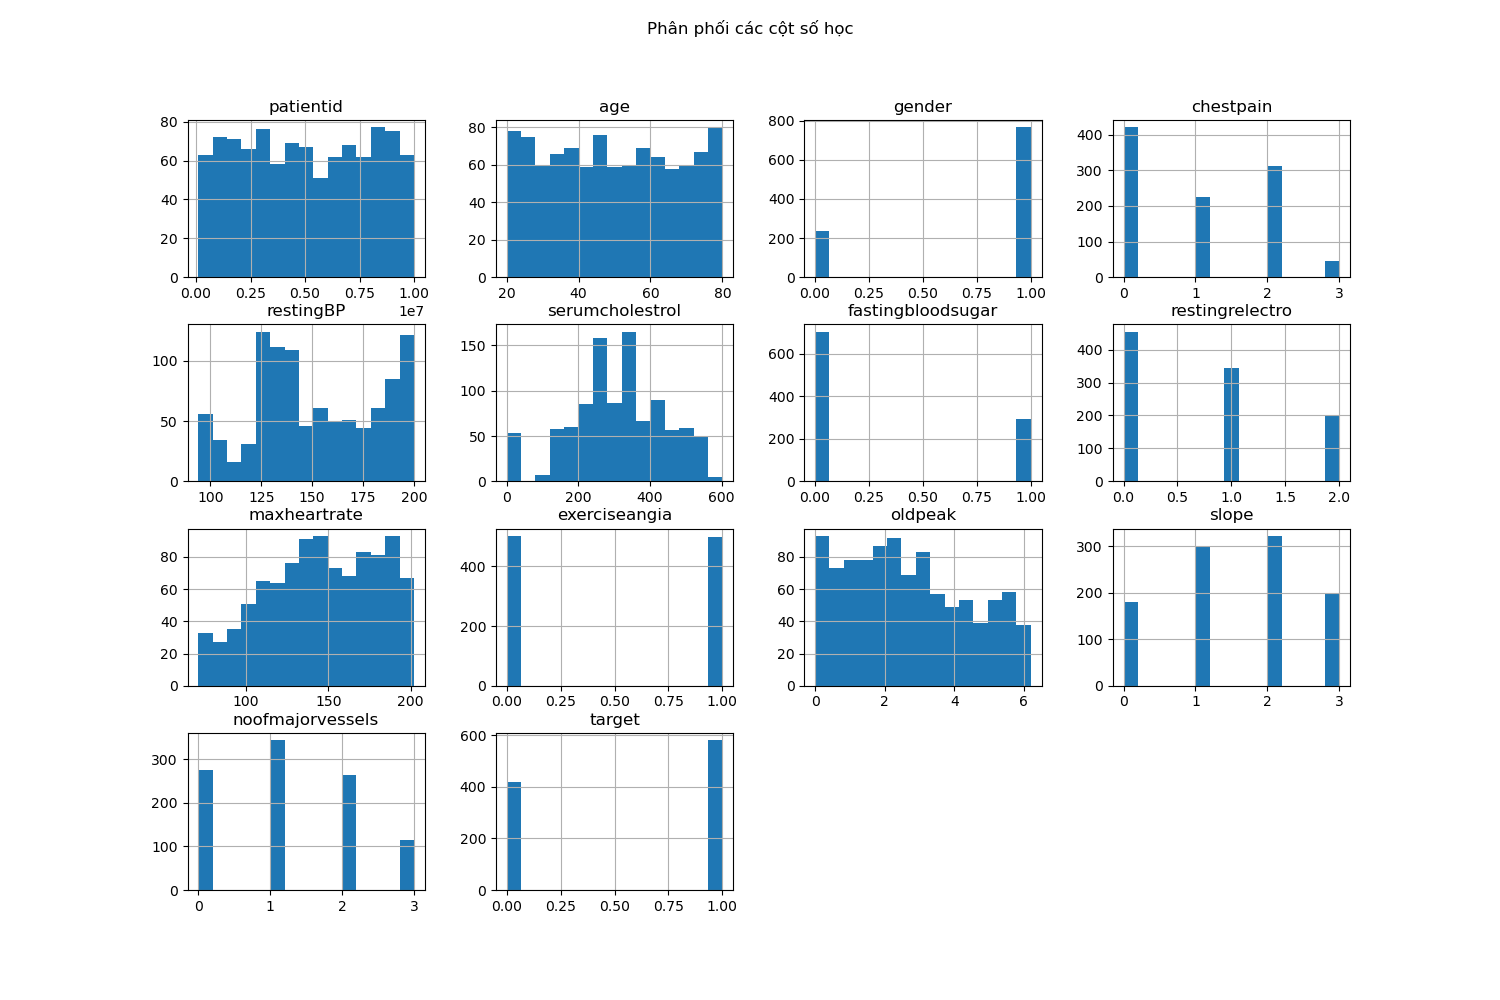 Phân phối các cột số học
patientid
80
60
40
20
0
0.00 0.25 0.50 0.75 1.00
1e7
age
80
60
40
20
0
20 40 60 80
gender
800
600
400
200
0
0.00 0.25 0.50 0.75 1.00
chestpain
400
300
200
100
0
0 1 2 3
restingBP
100
50
0
100 125 150 175 200
serumcholestrol
150
100
50
0
0 200 400 600
fastingbloodsugar
600
400
200
0
0.00 0.25 0.50 0.75 1.00
restingrelectro
400
300
200
100
0
0.0 0.5 1.0 1.5 2.0
maxheartrate
80
60
40
20
0
100 150 200
exerciseangia
400
200
0
0.00 0.25 0.50 0.75 1.00
oldpeak
80
60
40
20
0
0 2 4 6
slope
300
200
100
0
0 1 2 3
noofmajorvessels
300
200
100
0
0 1 2 3
target
600
400
200
0
0.00 0.25 0.50 0.75 1.00